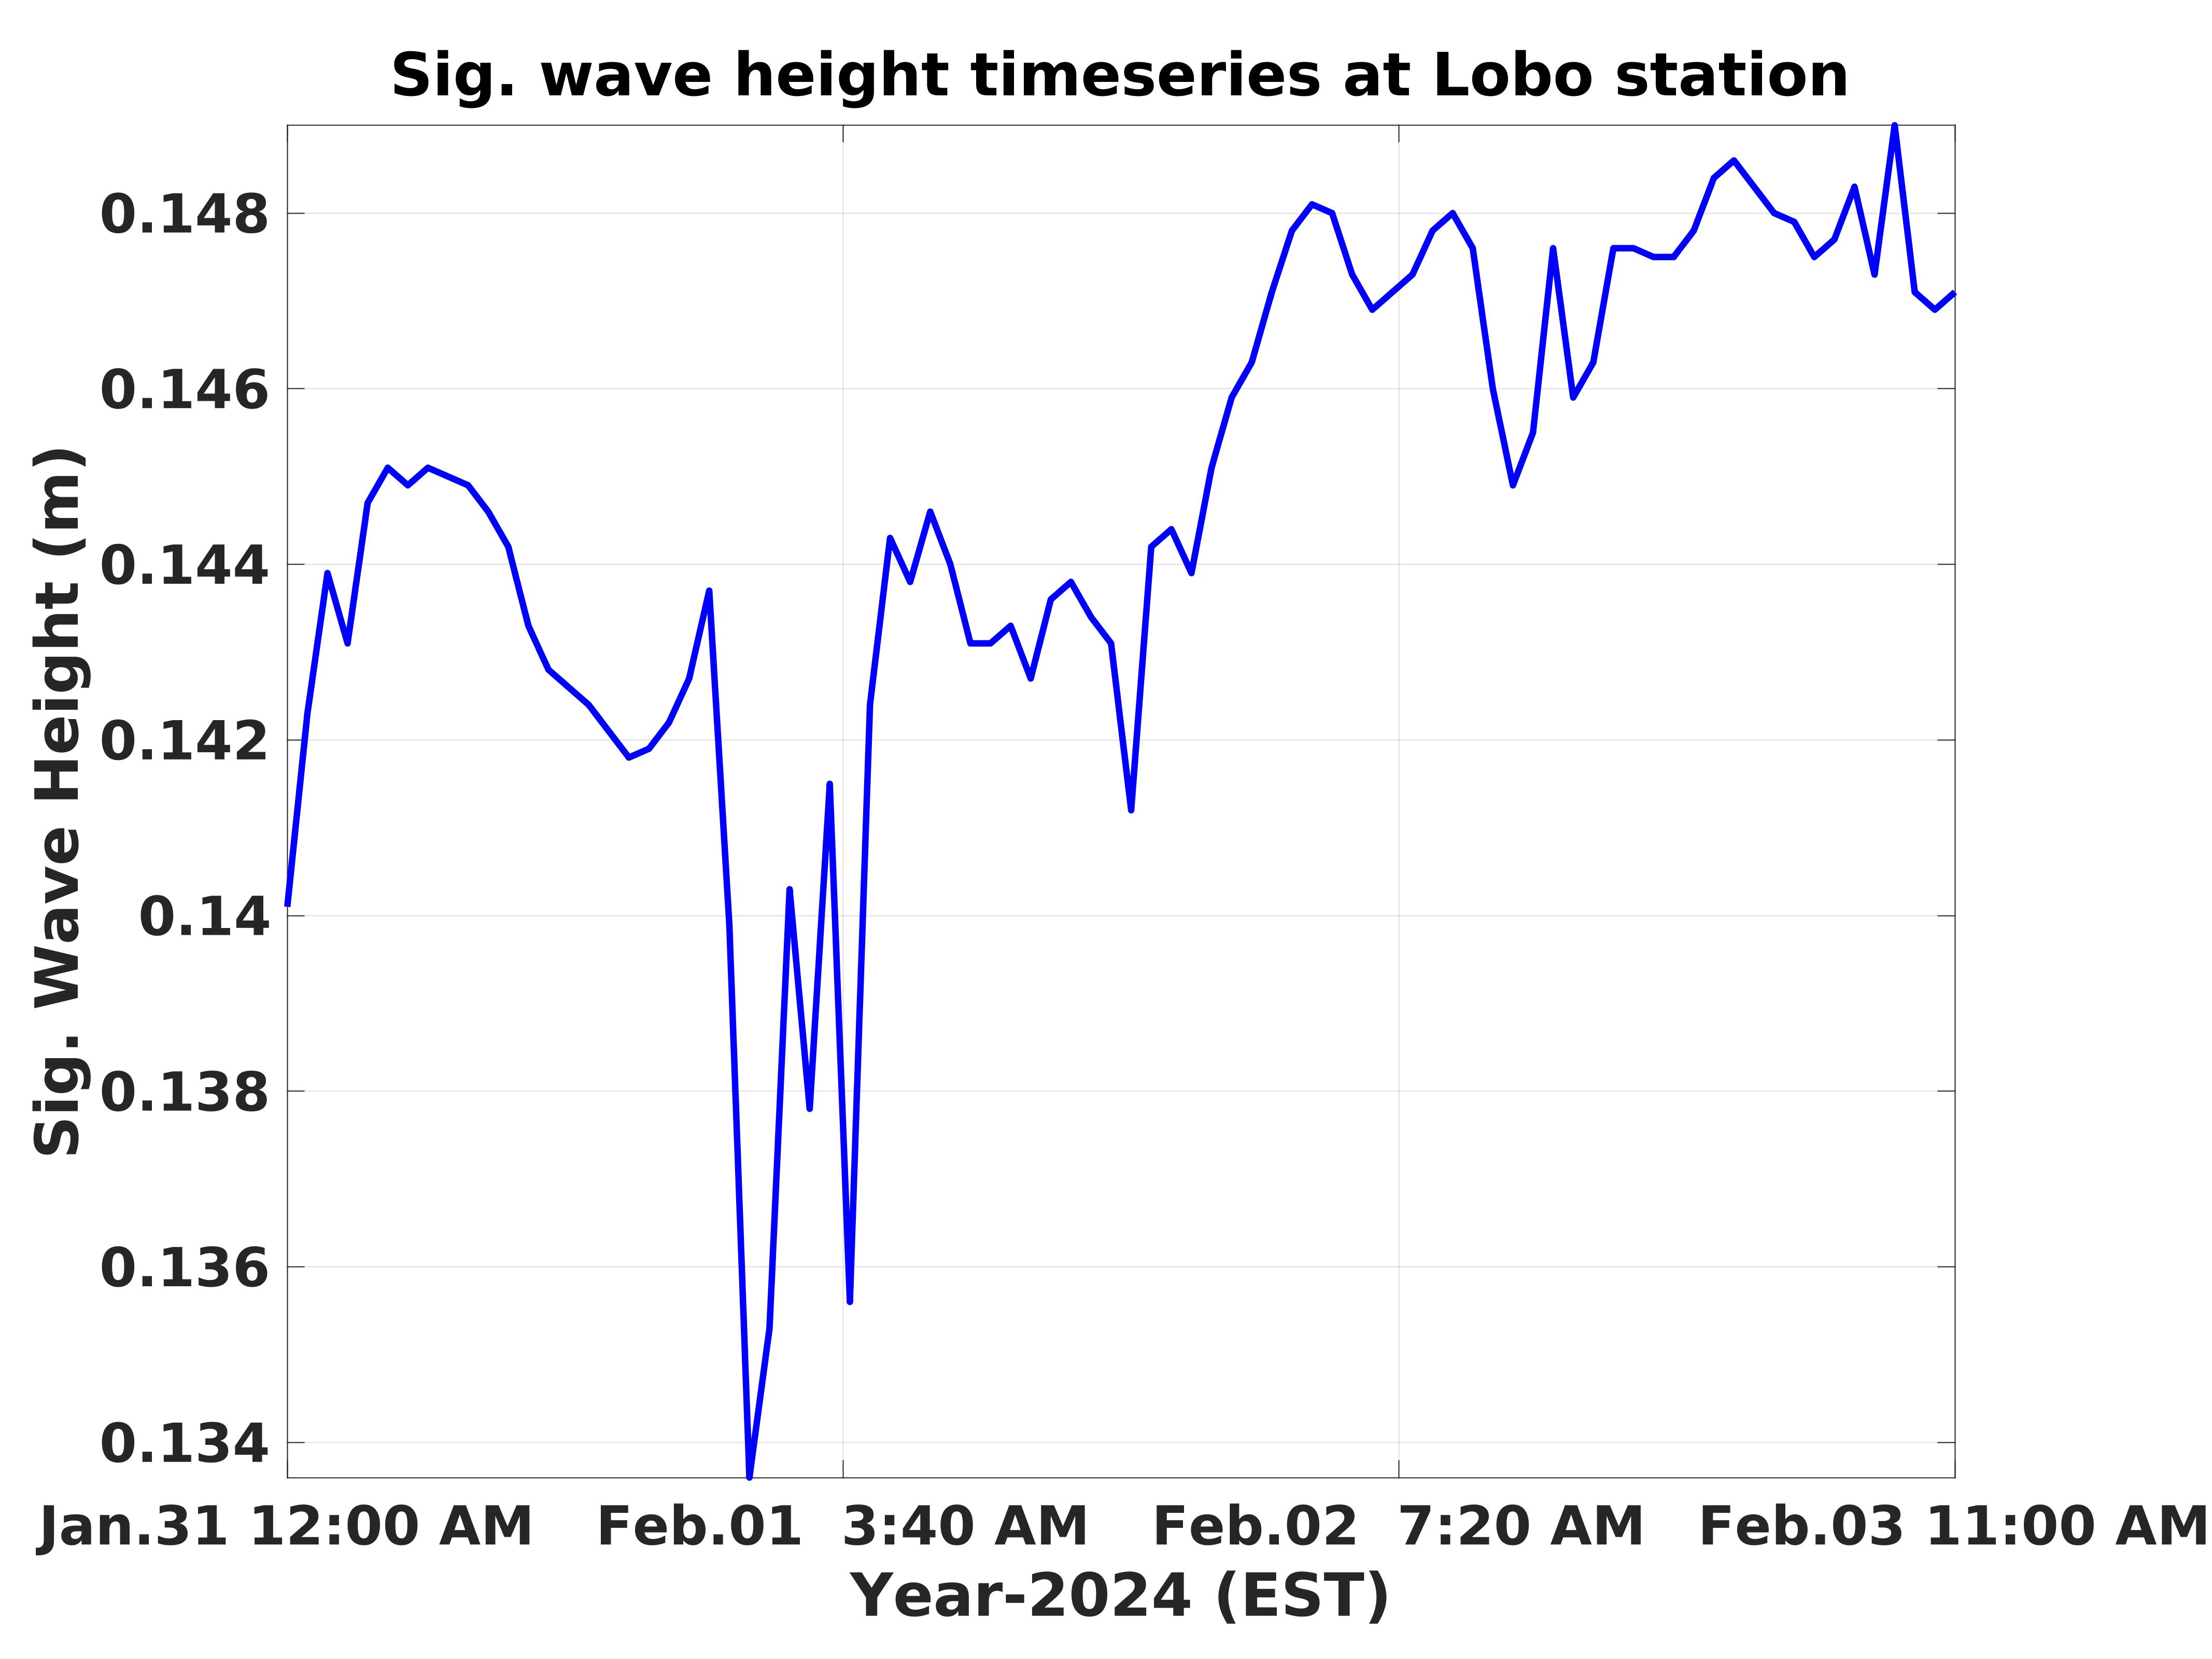 Sig. wave height timeseries at Lobo station
Sig. Wave Height (m)
0.148
0.146
0.144
0.142
0.14
0.138
0.136
0.134
Jan.31 12:00 AM Feb.01 3:40 AM Feb.02 7:20 AM Feb.03 11:00 AM
Year-2024 (EST)